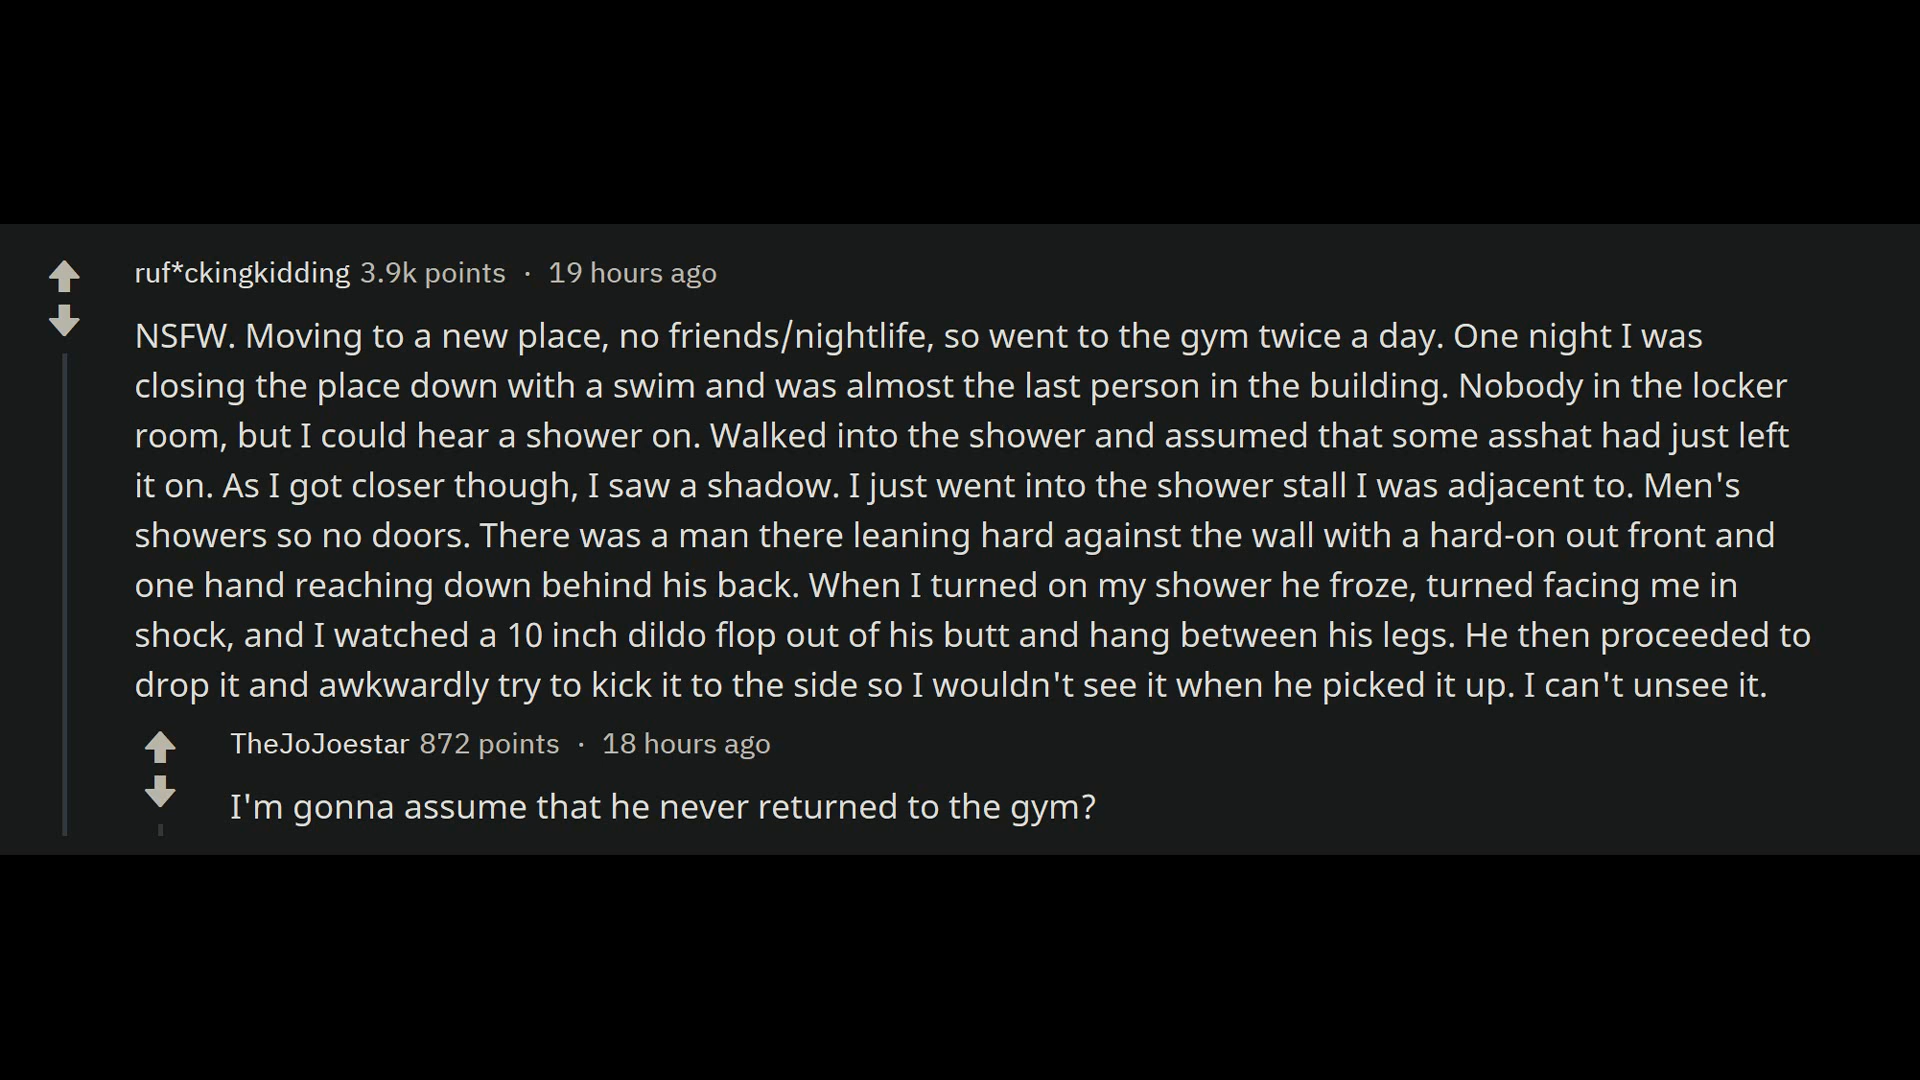 ruf*ckingkidding 3.9k points · 19 hours ago
NSFW. Moving to a new place, no friends/nightlife, so went to the gym twice a day. One night I was
closing the place down with a swim and was almost the last person in the building. Nobody in the locker
room, but I could hear a shower on. Walked into the shower and assumed that some asshat had just left
it on. As I got closer though, I saw a shadow. I just went into the shower stall I was adjacent to. Men's
showers so no doors. There was a man there leaning hard against the wall with a hard-on out front and
one hand reaching down behind his back. When I turned on my shower he froze, turned facing me in
shock, and I watched a 10 inch dildo flop out of his butt and hang between his legs. He then proceeded to
drop it and awkwardly try to kick it to the side so I wouldn't see it when he picked it up. I can't unsee it.
TheJoJoestar 872 points · 18 hours ago
I'm gonna assume that he never returned to the gym?